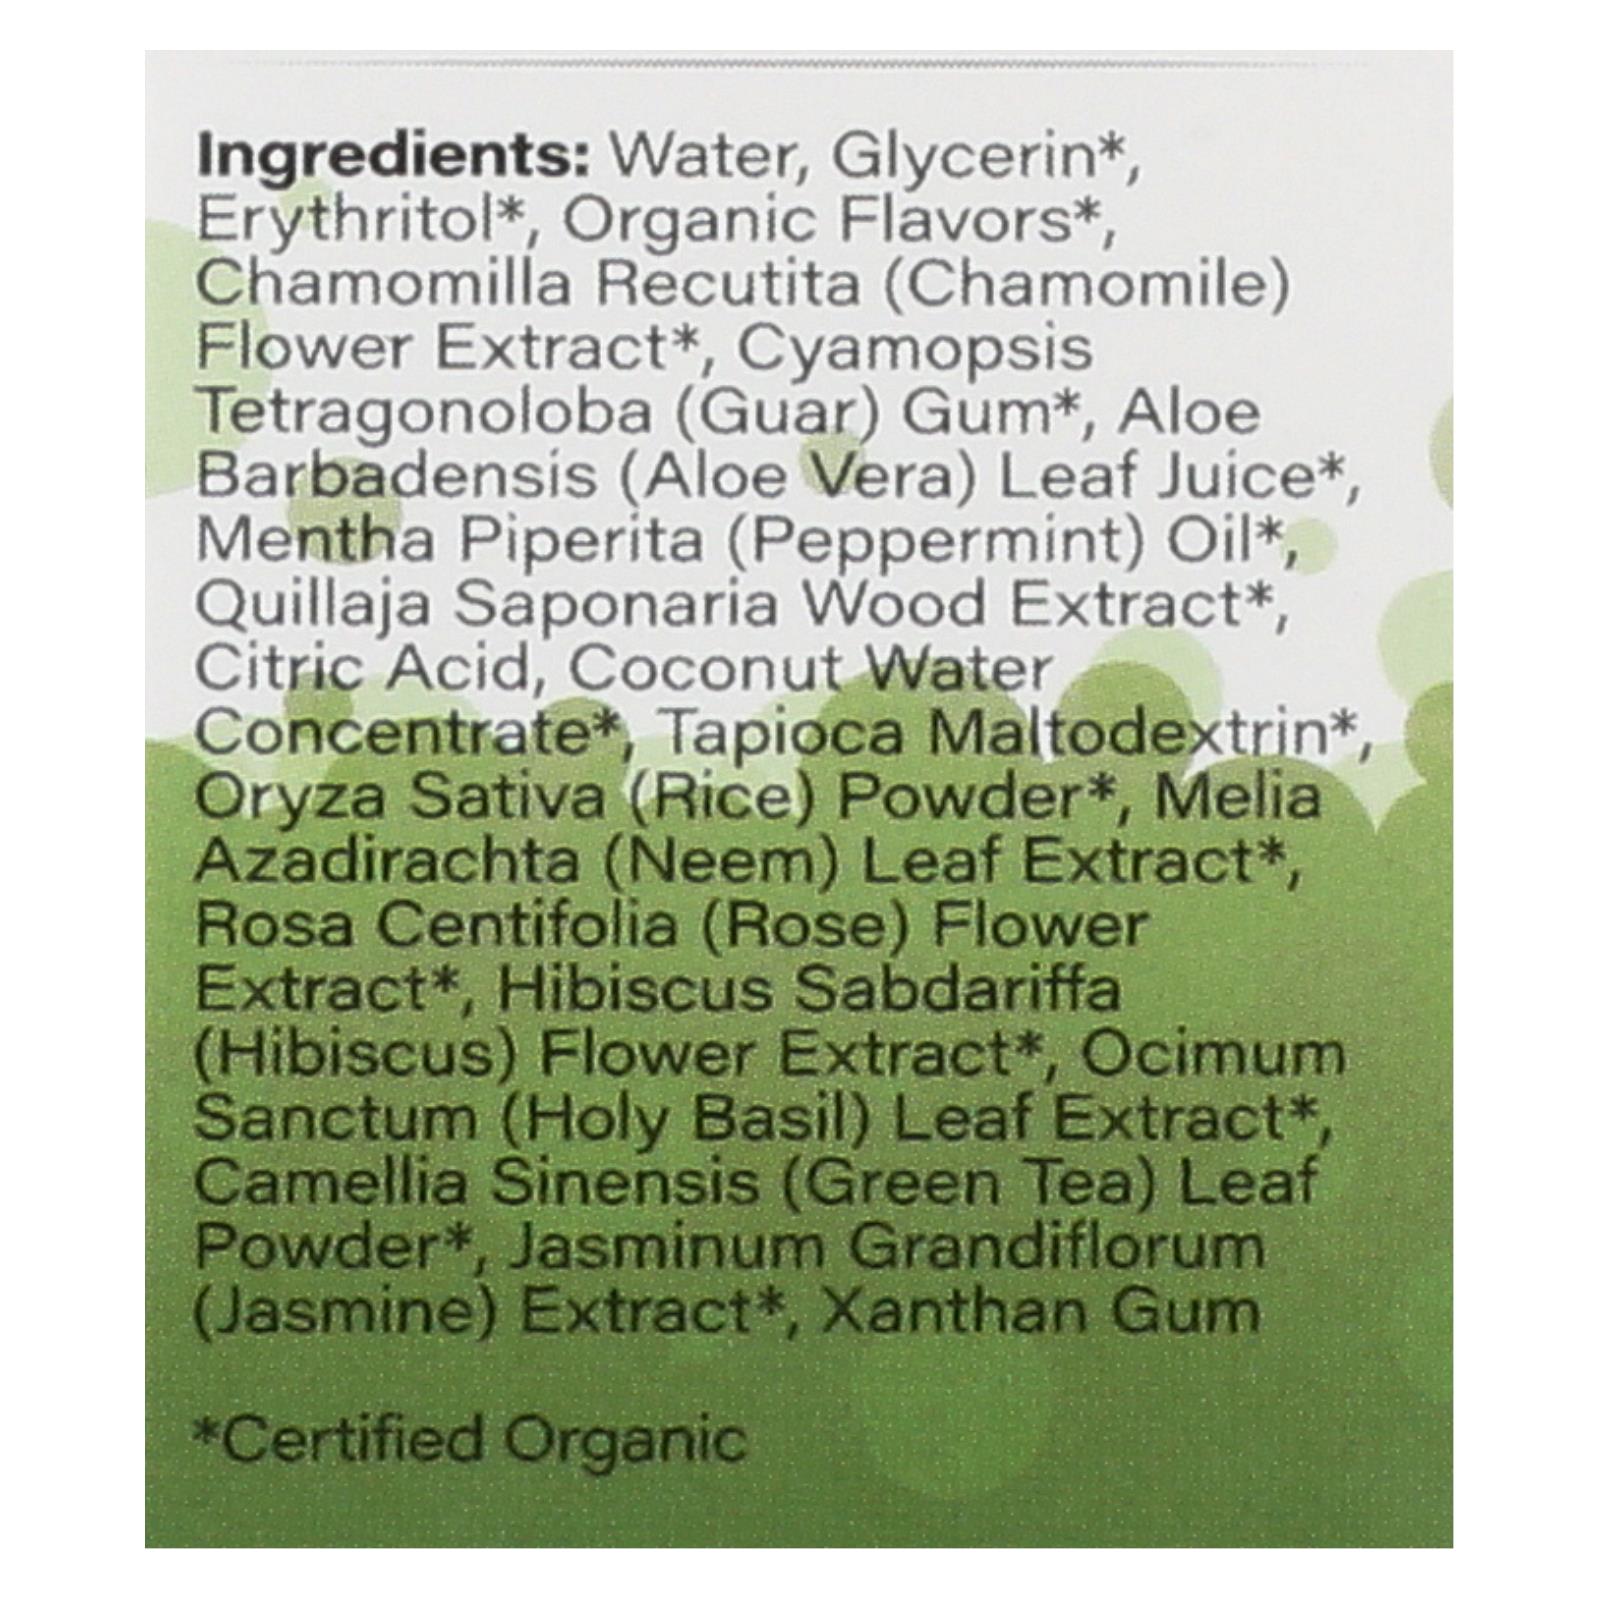 Ingredients: Water, Glycerin*,
Erythritol*, Organic Flavors*,
Chamomilla Recutita (Chamomile)
Flower Extract*, Cyamopsis
Tetragonoloba (Guar) Gum*, Aloe
Barbadensis (Aloe Vera) Leaf Juice*,
Mentha Piperita (Peppermint) Oil*,
Quillaja Saponaria Wood Extract*,
Citric Acid, Coconut Water
Concentrate*, Tapioca Maltodextrin*,
Oryza Sativa (Rice) Powder*, Melia
Azadirachta (Neem) Leaf Extract*,
Rosa Centifolia (Rose) Flower
Extract*, Hibiscus Sabdariffa
(Hibiscus) Flower Extract*, Ocimum
Sanctum (Holy Basil) Leaf Extract*,
Camellia Sinensis (Green Tea) Leaf
Powder*, Jasminum Grandiflorum
(Jasmine) Extract*, Xanthan Gum
*Certified Organic